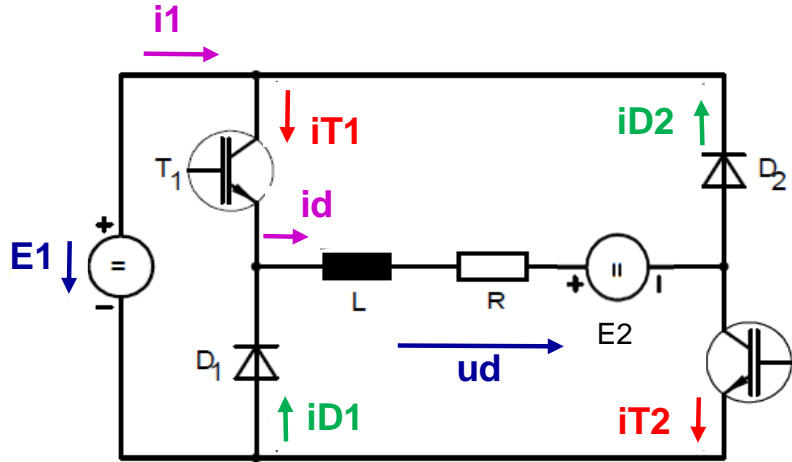 i1
iT1
iD2
T1
D2
id
+
E1
=
L
R
+
=
−
E2
−
D1
ud
iD1
iT2